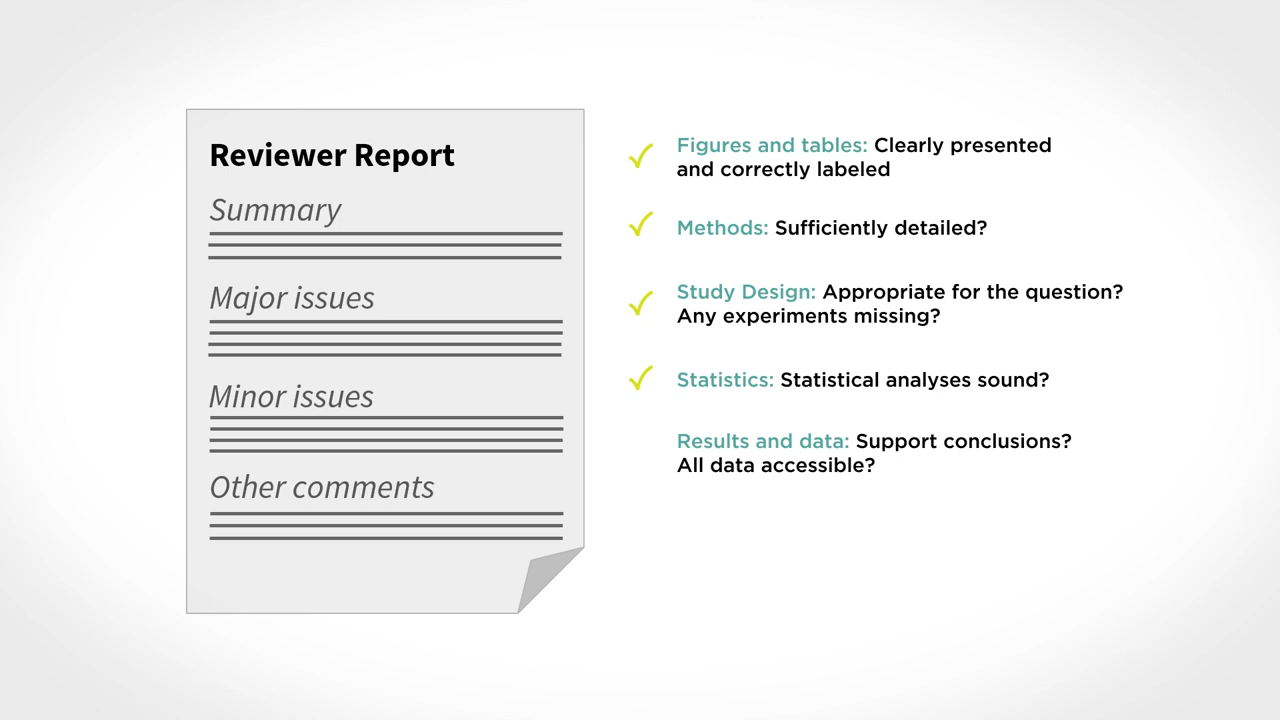 Reviewer Report
Summary
Major issues
Minor issues
Other comments
Figures and tables: Clearly presented
and correctly labeled
Methods: Sufficiently detailed?
Study Design: Appropriate for the question?
Any experiments missing?
Statistics: Statistical analyses sound?
Results and data: Support conclusions?
All data accessible?